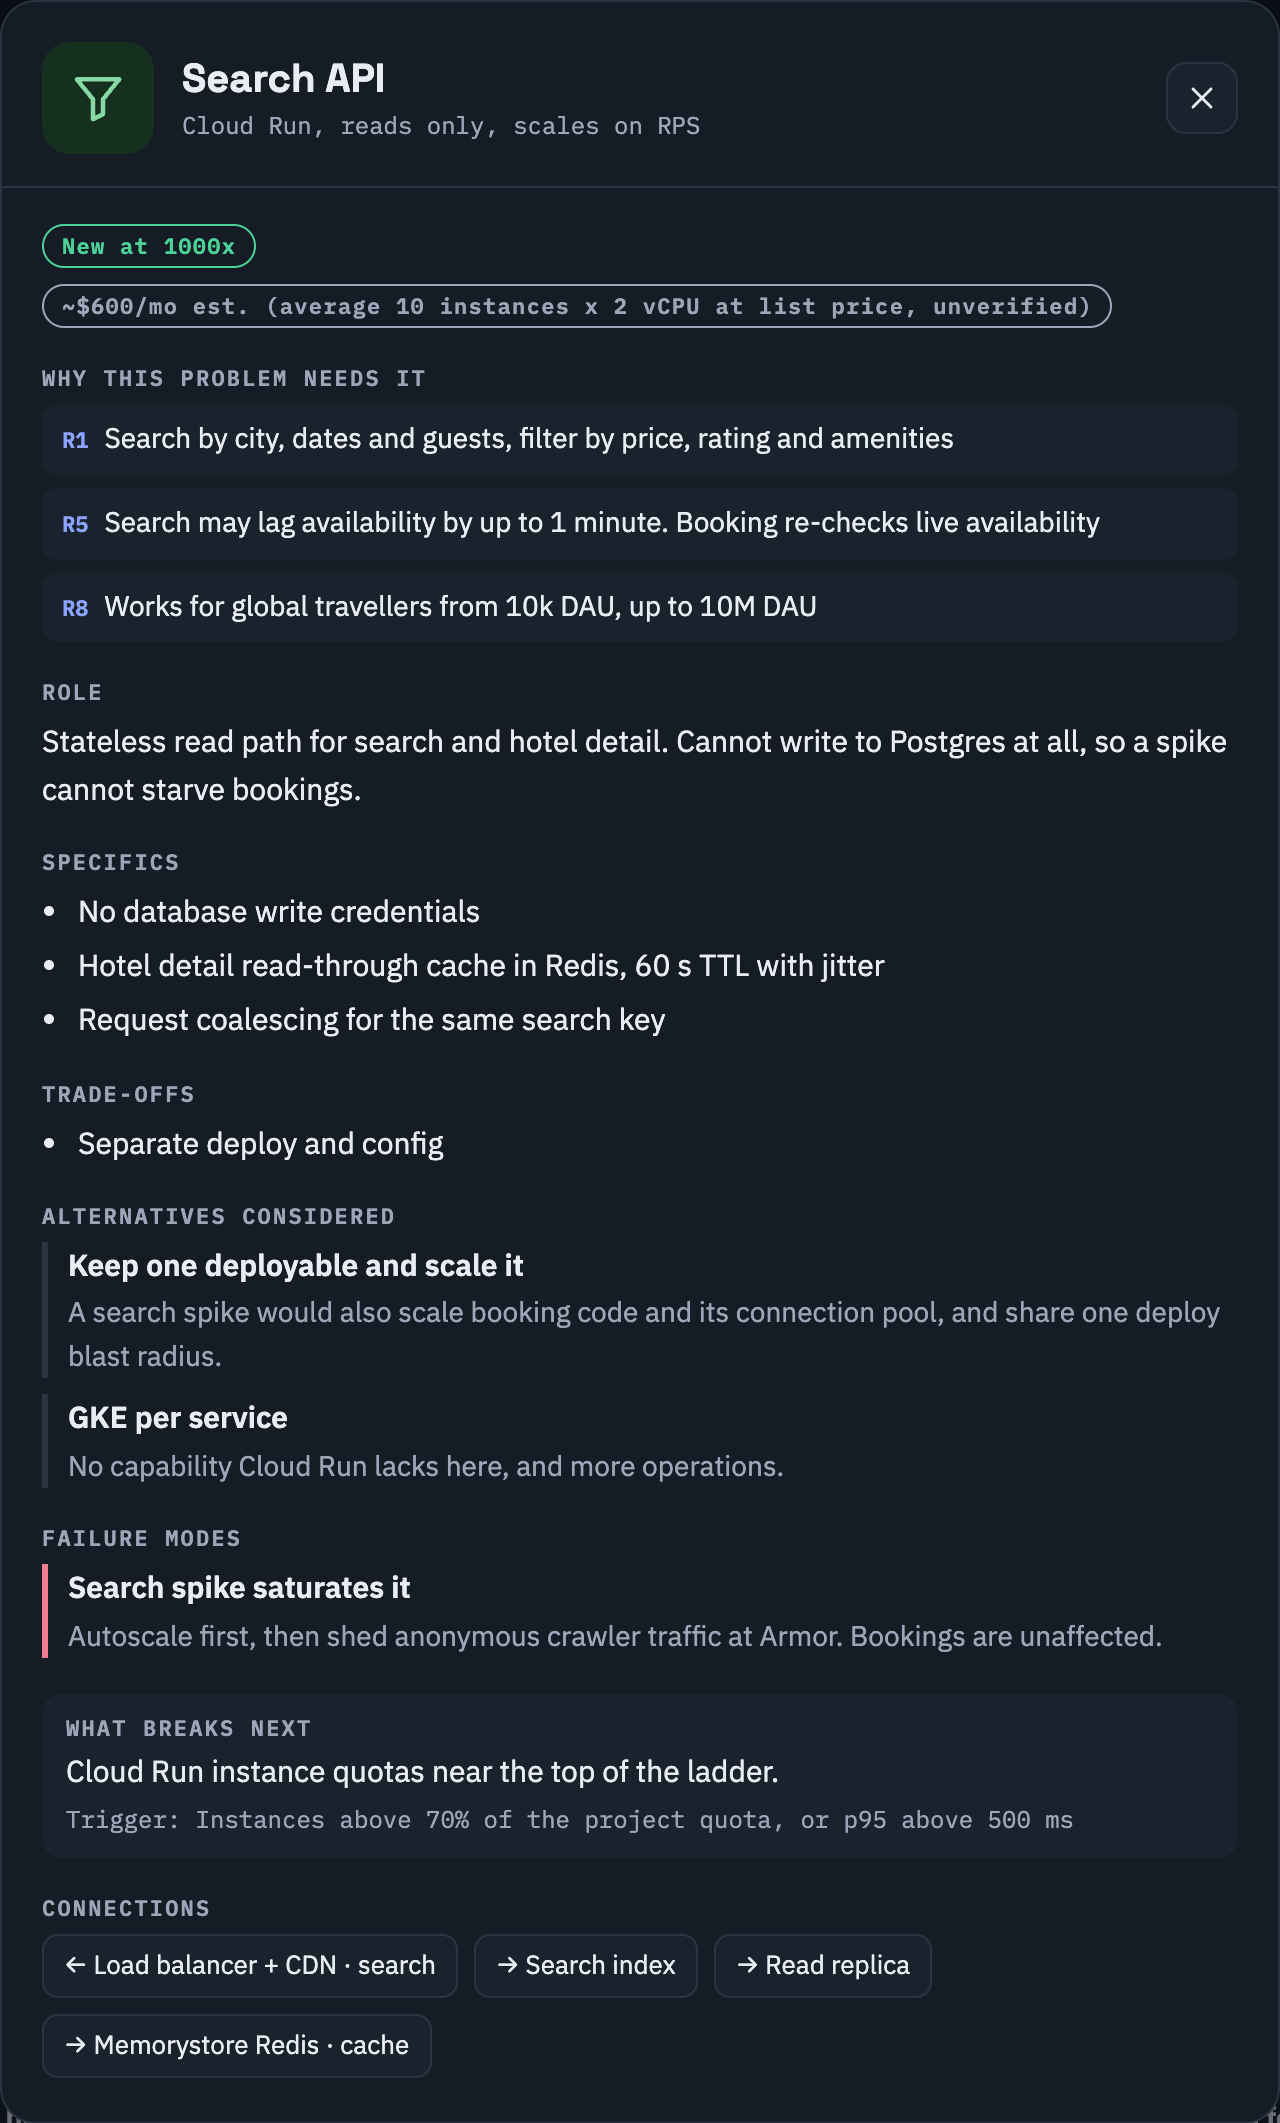 Search API
Cloud Run, reads only, scales on RPS
New at 1000x
~$600/mo est. (average 10 instances x 2 vCPU at list price, unverified)
WHY THIS PROBLEM NEEDS IT
R1 Search by city, dates and guests, filter by price, rating and amenities
R5 Search may lag availability by up to 1 minute. Booking re-checks live availability
R8 Works for global travellers from 10k DAU, up to 10M DAU
ROLE
Stateless read path for search and hotel detail. Cannot write to Postgres at all, so a spike
cannot starve bookings.
SPECIFICS
• No database write credentials
• Hotel detail read-through cache in Redis, 60 s TTL with jitter
• Request coalescing for the same search key
TRADE-OFFS
• Separate deploy and config
ALTERNATIVES CONSIDERED
Keep one deployable and scale it
A search spike would also scale booking code and its connection pool, and share one deploy
blast radius.
GKE per service
No capability Cloud Run lacks here, and more operations.
FAILURE MODES
Search spike saturates it
Autoscale first, then shed anonymous crawler traffic at Armor. Bookings are unaffected.
WHAT BREAKS NEXT
Cloud Run instance quotas near the top of the ladder.
Trigger: Instances above 70% of the project quota, or p95 above 500 ms
CONNECTIONS
← Load balancer + CDN · search
→ Search index
→ Read replica
→ Memorystore Redis · cache